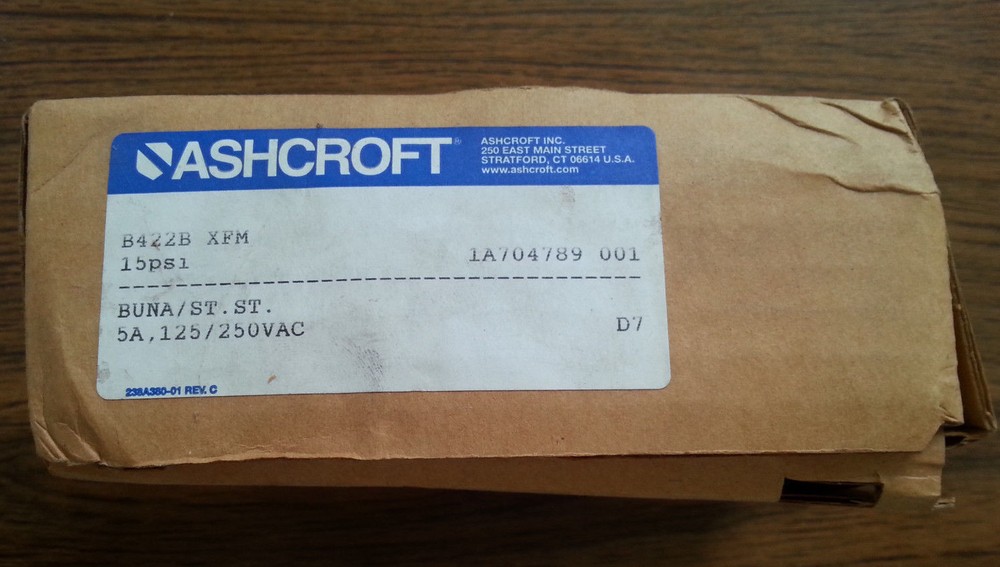 ASHCROFT®
ASHCROFT INC.
250 EAST MAIN STREET
STRATFORD, CT 06614 U.S.A.
www.ashcroft.com
B422B XFM
15psi
1A704789 001
BUNA/ST.ST.
5A,125/250VAC
D7
238A380-01 REV. C